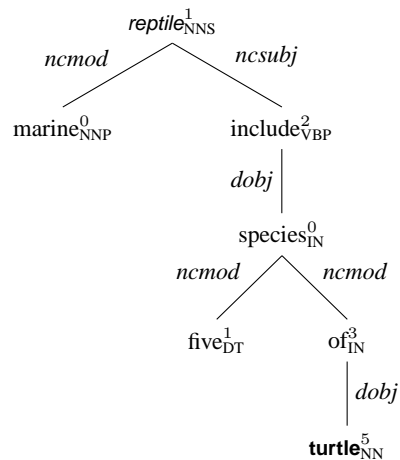 reptile¹NNS
ncmod ncsubj
marine⁰NNP include²VBP
dobj
species⁰IN
ncmod ncmod
five¹DT of³IN
dobj
turtle⁵NN